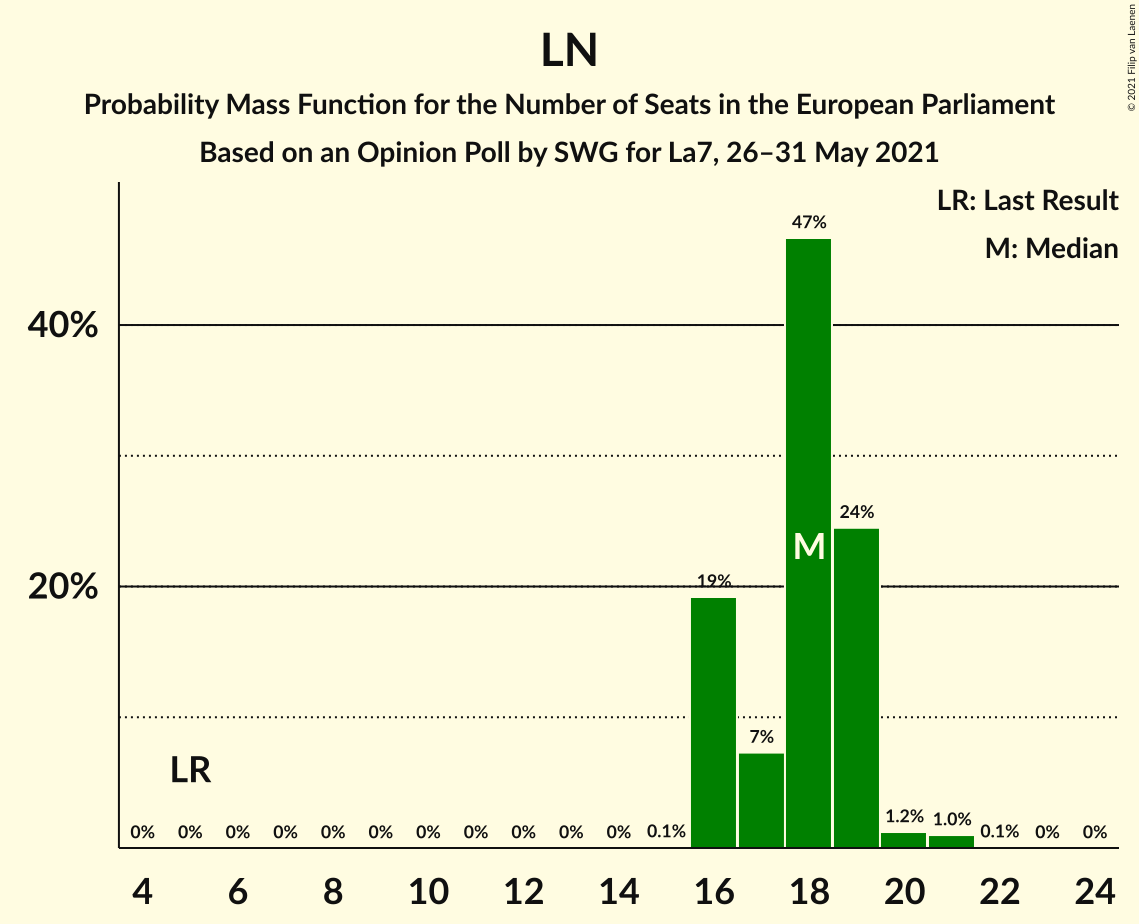 © 2021 Filip van Laenen
LN
Probability Mass Function for the Number of Seats in the European Parliament
Based on an Opinion Poll by SWG for La7, 26–31 May 2021
LR: Last Result
M: Median
40%
20%
47%
24%
19%
7%
M
LR
0% 0% 0% 0% 0% 0% 0% 0% 0% 0% 0% 0.1% 1.2% 1.0% 0.1% 0% 0%
4 6 8 10 12 14 16 18 20 22 24